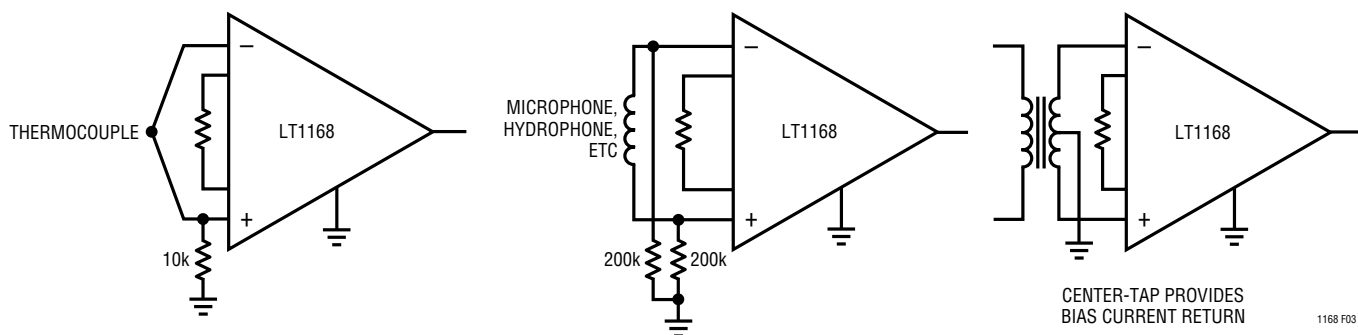 THERMOCOUPLE
−
LT1168
+
10k
MICROPHONE,
HYDROPHONE,
ETC
−
LT1168
+
200k
200k
−
LT1168
+
CENTER-TAP PROVIDES
BIAS CURRENT RETURN
1168 F03